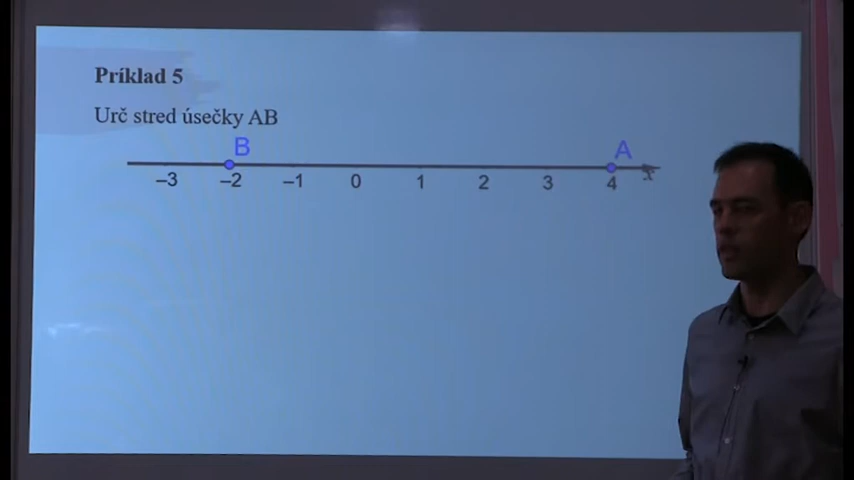 Príklad 5
Urč stred úsečky AB
B A
–3 –2 –1 0 1 2 3 4 x